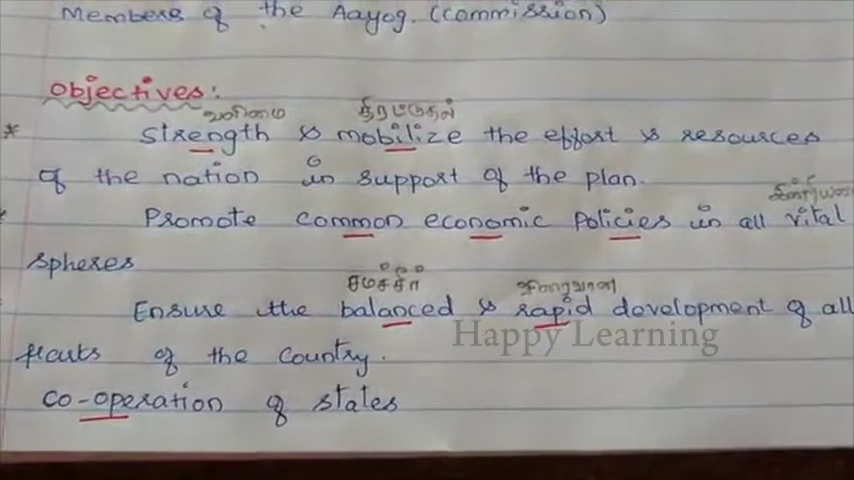 Members of the Aayog. (commission)
Objectives:
வலிமை திரட்டுதல்
* Strength & mobilize the effort & resources
of the nation in support of the plan.
Promote common economic policies in all vital
spheres
சமச்சீர் விரைவான
Ensure the balanced & rapid development of all
parts of the country.
Happy Learning
co-operation of states